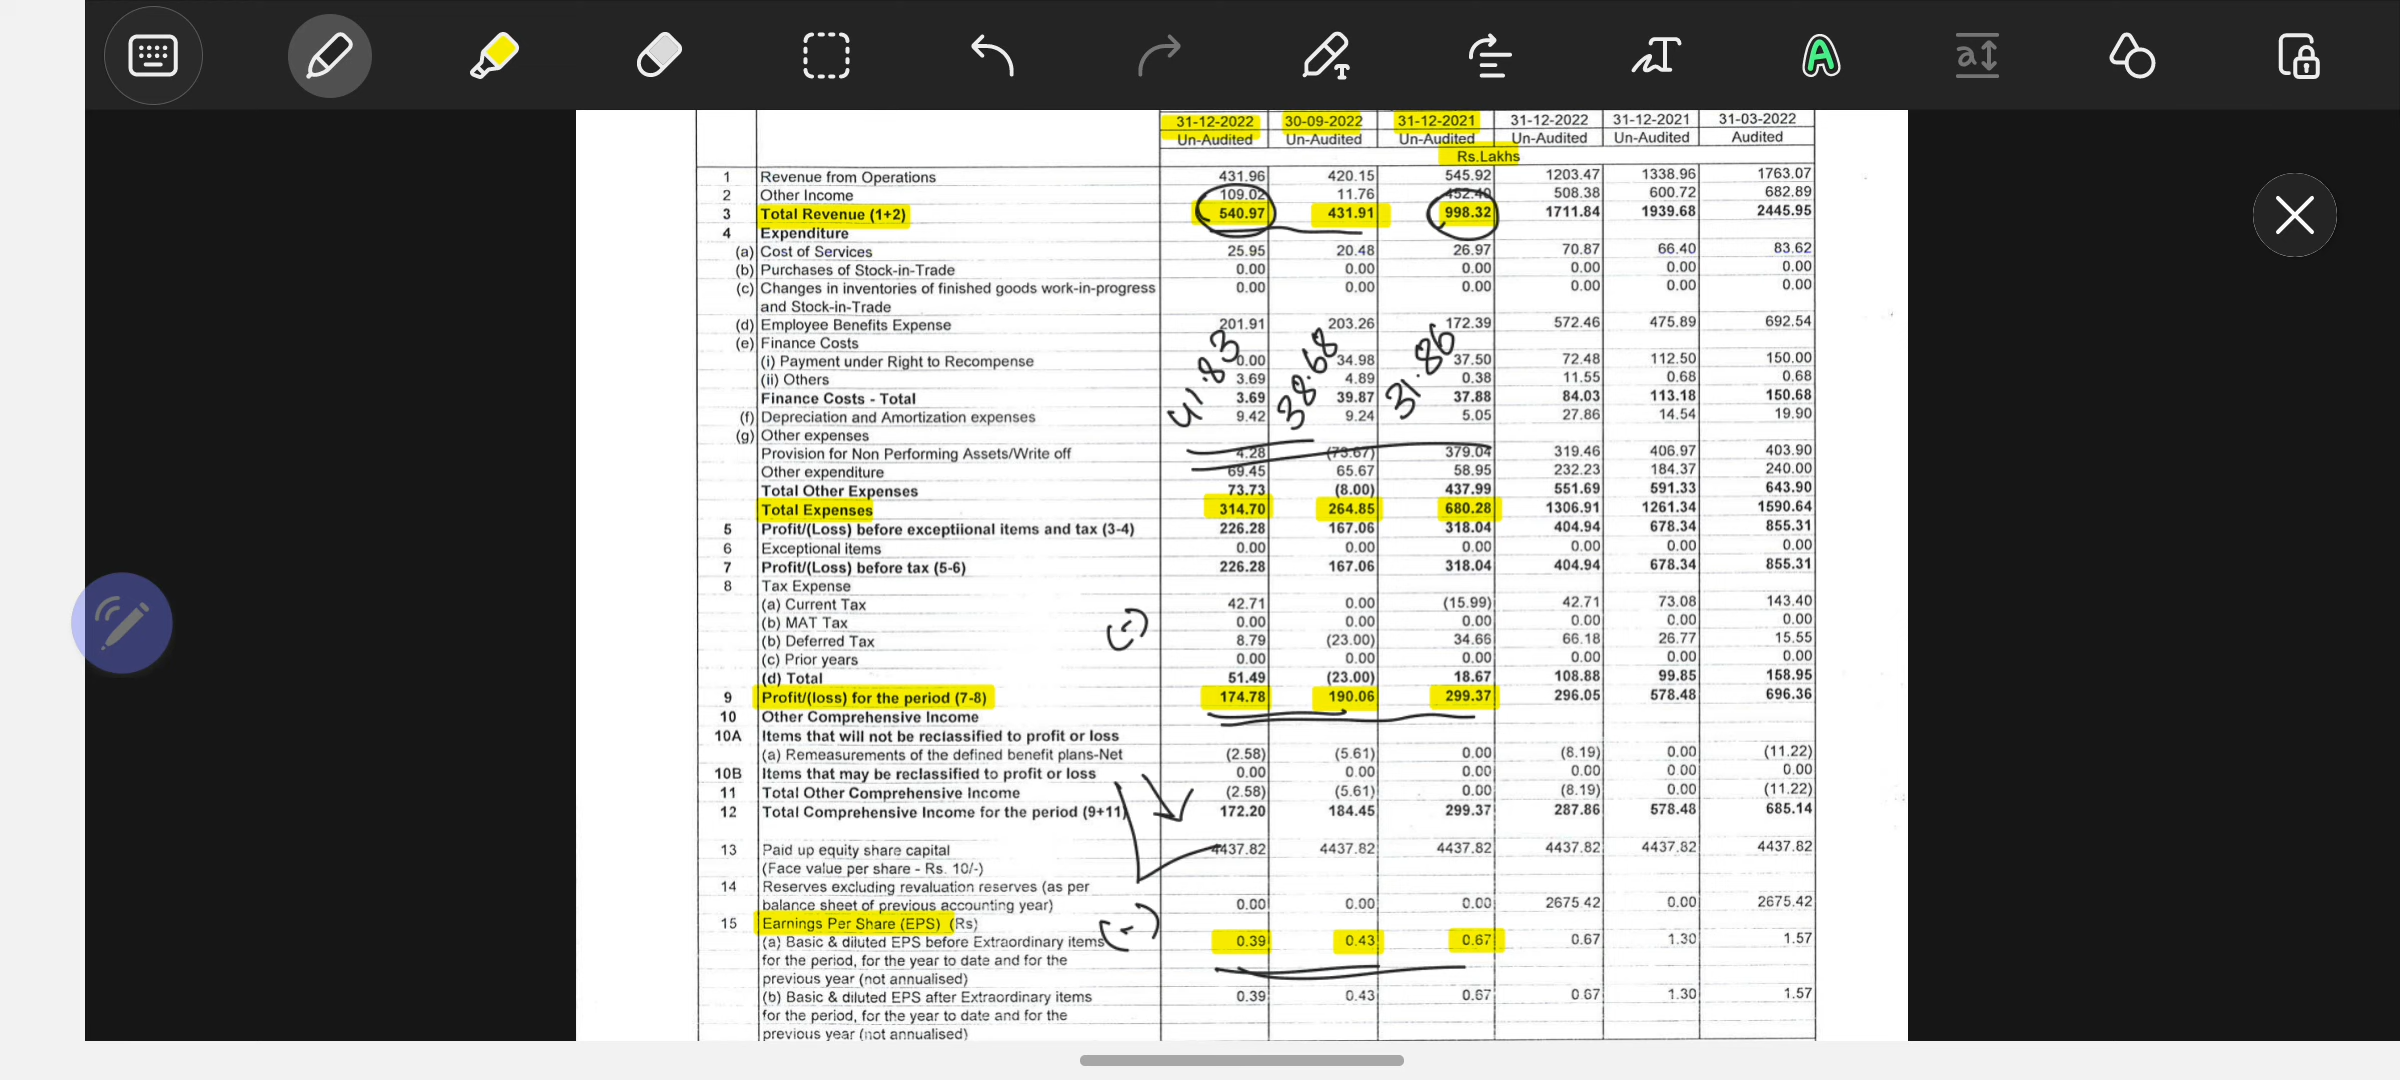 31-12-2022 30-09-2022 31-12-2021 31-12-2022 31-12-2021 31-03-2022
Un-Audited Un-Audited Un-Audited Un-Audited Un-Audited Audited
Rs.Lakhs
1 Revenue from Operations 431.96 420.15 545.92 1203.47 1338.96 1763.07
2 Other Income 109.02 11.76 452.40 508.38 600.72 682.89
3 Total Revenue (1+2) 540.97 431.91 998.32 1711.84 1939.68 2445.95
4 Expenditure
(a) Cost of Services 25.95 20.48 26.97 70.87 66.40 83.62
(b) Purchases of Stock-in-Trade 0.00 0.00 0.00 0.00 0.00 0.00
(c) Changes in inventories of finished goods work-in-progress 0.00 0.00 0.00 0.00 0.00 0.00
and Stock-in-Trade
(d) Employee Benefits Expense 201.91 203.26 172.39 572.46 475.89 692.54
(e) Finance Costs
(i) Payment under Right to Recompense 0.00 34.98 37.50 72.48 112.50 150.00
(ii) Others 3.69 4.89 0.38 11.55 0.68 0.68
41.83 38.68 31.86
Finance Costs - Total 3.69 39.87 37.88 84.03 113.18 150.68
(f) Depreciation and Amortization expenses 9.42 9.24 5.05 27.86 14.54 19.90
(g) Other expenses
Provision for Non Performing Assets/Write off 4.28 (73.67) 379.04 319.46 406.97 403.90
Other expenditure 69.45 65.67 58.95 232.23 184.37 240.00
Total Other Expenses 73.73 (8.00) 437.99 551.69 591.33 643.90
Total Expenses 314.70 264.85 680.28 1306.91 1261.34 1590.64
5 Profit/(Loss) before exceptiional items and tax (3-4) 226.28 167.06 318.04 404.94 678.34 855.31
6 Exceptional items 0.00 0.00 0.00 0.00 0.00 0.00
7 Profit/(Loss) before tax (5-6) 226.28 167.06 318.04 404.94 678.34 855.31
8 Tax Expense
(a) Current Tax 42.71 0.00 (15.99) 42.71 73.08 143.40
(b) MAT Tax 0.00 0.00 0.00 0.00 0.00 0.00
(b) Deferred Tax (-) 8.79 (23.00) 34.66 66.18 26.77 15.55
(c) Prior years 0.00 0.00 0.00 0.00 0.00 0.00
(d) Total 51.49 (23.00) 18.67 108.88 99.85 158.95
9 Profit/(loss) for the period (7-8) 174.78 190.06 299.37 296.05 578.48 696.36
10 Other Comprehensive Income
10A Items that will not be reclassified to profit or loss
(a) Remeasurements of the defined benefit plans-Net (2.58) (5.61) 0.00 (8.19) 0.00 (11.22)
10B Items that may be reclassified to profit or loss 0.00 0.00 0.00 0.00 0.00 0.00
11 Total Other Comprehensive Income (2.58) (5.61) 0.00 (8.19) 0.00 (11.22)
12 Total Comprehensive Income for the period (9+11) 172.20 184.45 299.37 287.86 578.48 685.14
13 Paid up equity share capital 4437.82 4437.82 4437.82 4437.82 4437.82 4437.82
(Face value per share - Rs. 10/-)
14 Reserves excluding revaluation reserves (as per
balance sheet of previous accounting year) 0.00 0.00 0.00 2675.42 0.00 2675.42
15 Earnings Per Share (EPS) (Rs) (-)
(a) Basic & diluted EPS before Extraordinary items 0.39 0.43 0.67 0.67 1.30 1.57
for the period, for the year to date and for the
previous year (not annualised)
(b) Basic & diluted EPS after Extraordinary items 0.39 0.43 0.67 0.67 1.30 1.57
for the period, for the year to date and for the
previous year (not annualised)